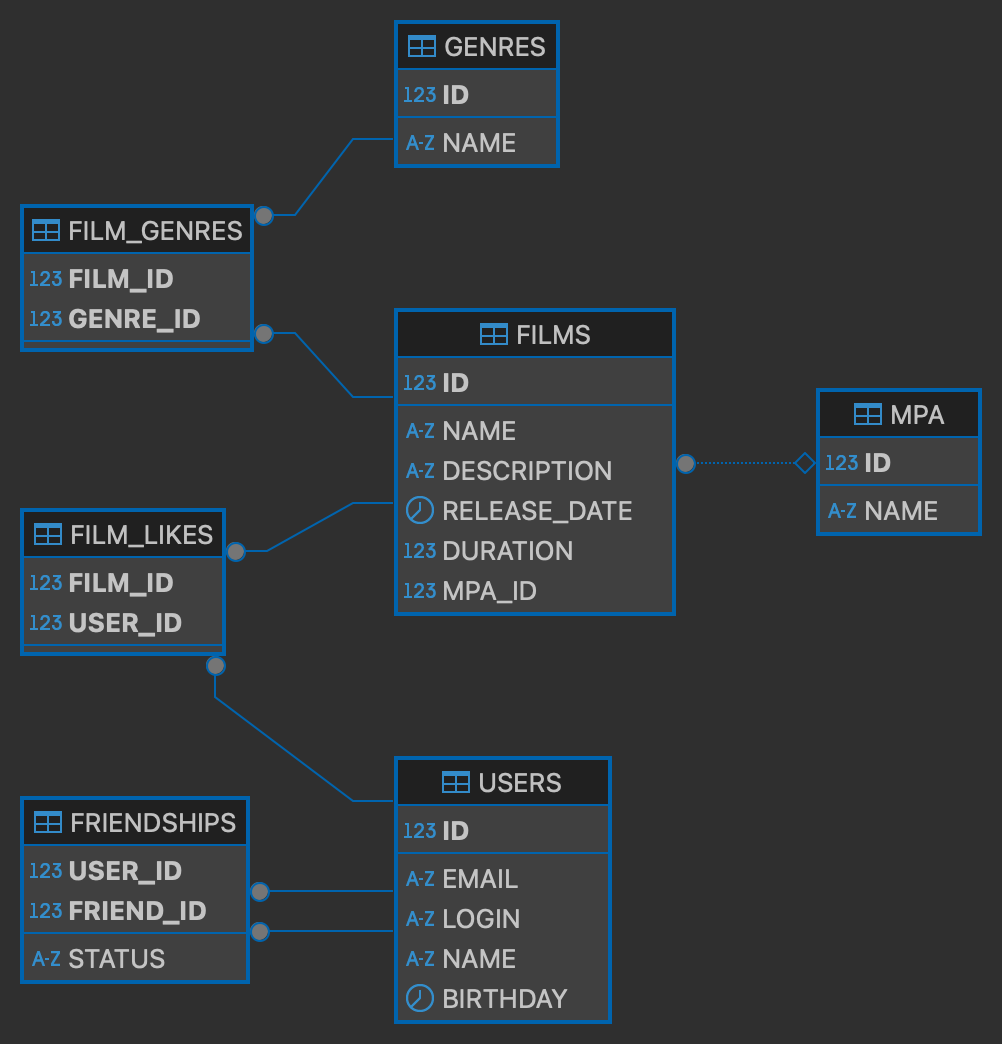 GENRES
123 ID
A-Z NAME
FILM_GENRES
123 FILM_ID
123 GENRE_ID
FILMS
123 ID
A-Z NAME
A-Z DESCRIPTION
RELEASE_DATE
123 DURATION
123 MPA_ID
MPA
123 ID
A-Z NAME
FILM_LIKES
123 FILM_ID
123 USER_ID
USERS
123 ID
A-Z EMAIL
A-Z LOGIN
A-Z NAME
BIRTHDAY
FRIENDSHIPS
123 USER_ID
123 FRIEND_ID
A-Z STATUS